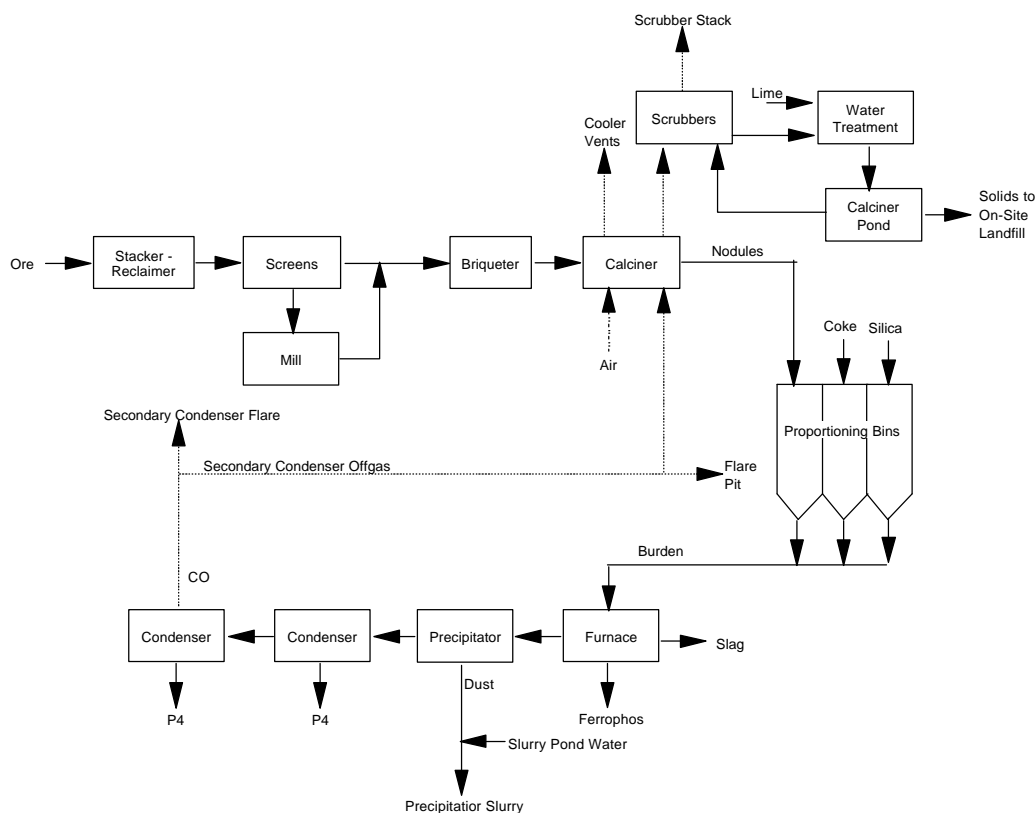 Scrubber Stack
Lime
Cooler
Vents
Scrubbers
Water
Treatment
Calciner
Pond
Solids to
On-Site
Landfill
Ore
Stacker -
Reclaimer
Screens
Briqueter
Calciner
Nodules
Mill
Air
Coke
Silica
Secondary Condenser Flare
Proportioning Bins
Secondary Condenser Offgas
Flare
Pit
Burden
CO
Condenser
Condenser
Precipitator
Furnace
Slag
Dust
P4
P4
Ferrophos
Slurry Pond Water
Precipitatior Slurry